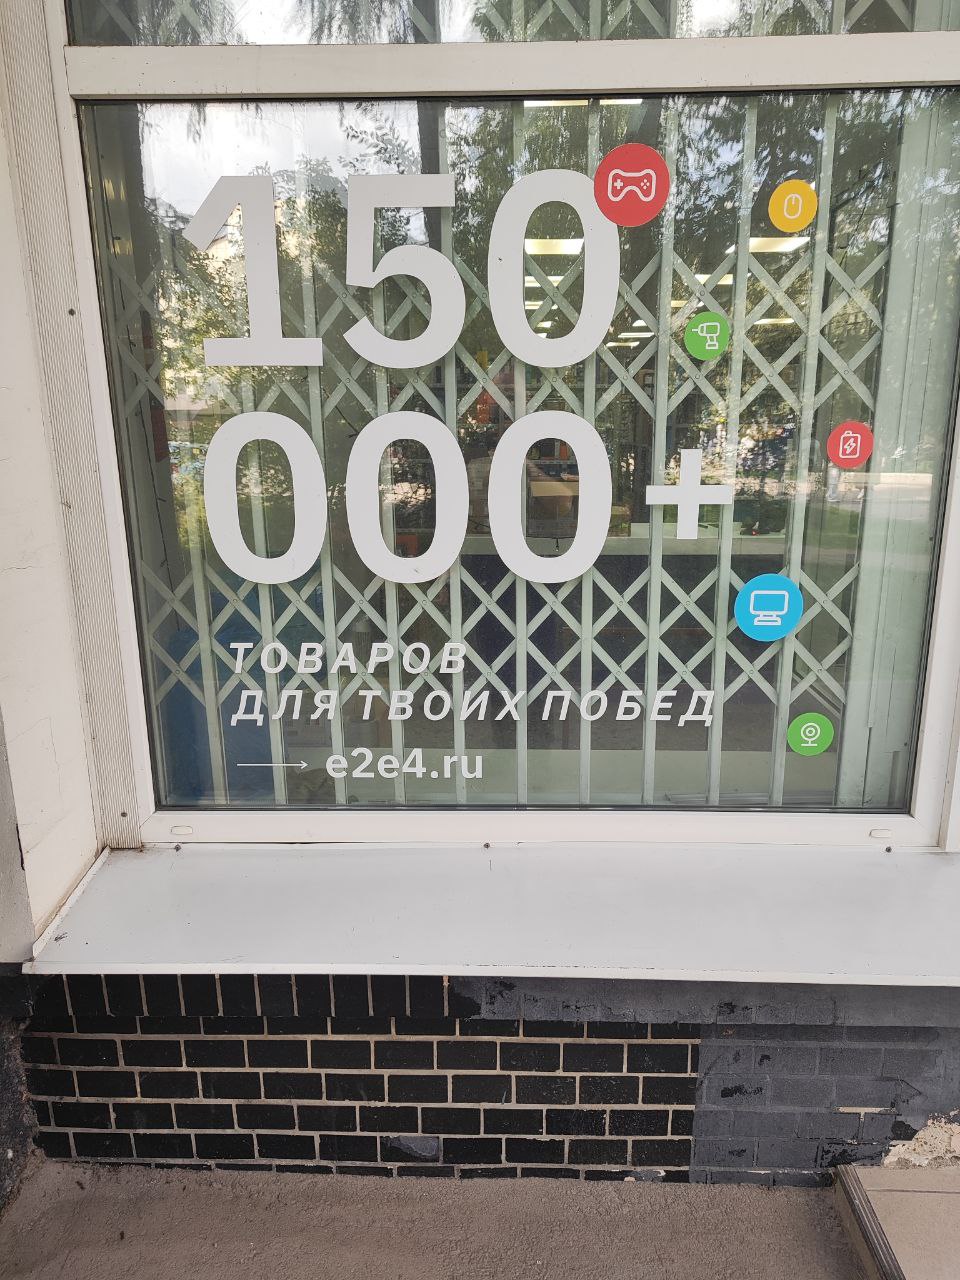 150
000+
ТОВАРОВ
ДЛЯ ТВОИХ ПОБЕД
→ e2e4.ru